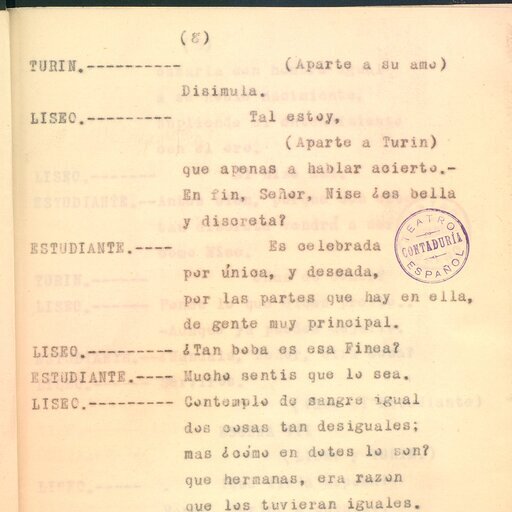 (8)
TURIN.---------- (Aparte a su amo)
Disimula.
LISEO.--------- Tal estoy,
(Aparte a Turin)
que apenas a hablar acierto.-
En fin, Señor, Nise ¿es bella
y discreta?
ESTUDIANTE.---- Es celebrada
por única, y deseada,
por las partes que hay en ella,
de gente muy principal.
LISEO.--------- ¿Tan boba es esa Finea?
ESTUDIANTE.---- Mucho sentis que lo sea.
LISEO.--------- Contemplo de sangre igual
dos cosas tan desiguales;
mas ¿cómo en dotes lo son?
que hermanas, era razon
que los tuvieran iguales.
TEATRO
CONTADURÍA
ESPAÑOL